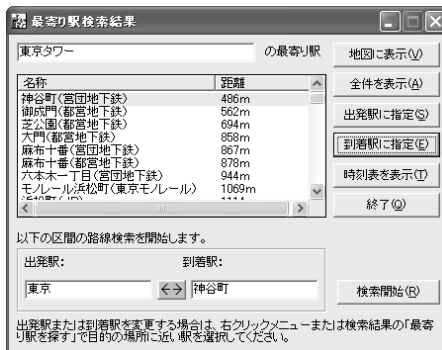 最寄り駅検索結果
東京タワー の最寄り駅
地図に表示(V)
全件を表示(A)
出発駅に指定(S)
到着駅に指定(E)
時刻表を表示(T)
終了(Q)
名称 距離
神谷町(営団地下鉄) 486m
御成門(都営地下鉄) 562m
芝公園(都営地下鉄) 694m
大門(都営地下鉄) 858m
麻布十番(営団地下鉄) 867m
麻布十番(都営地下鉄) 878m
六本木一丁目(営団地下鉄) 944m
モノレール浜松町(東京モノレール) 1069m
以下の区間の路線検索を開始します。
出発駅: 到着駅:
東京 <-> 神谷町
検索開始(R)
出発駅または到着駅を変更する場合は、右クリックメニューまたは検索結果の「最寄
り駅を探す」で目的の場所に近い駅を選択してください。